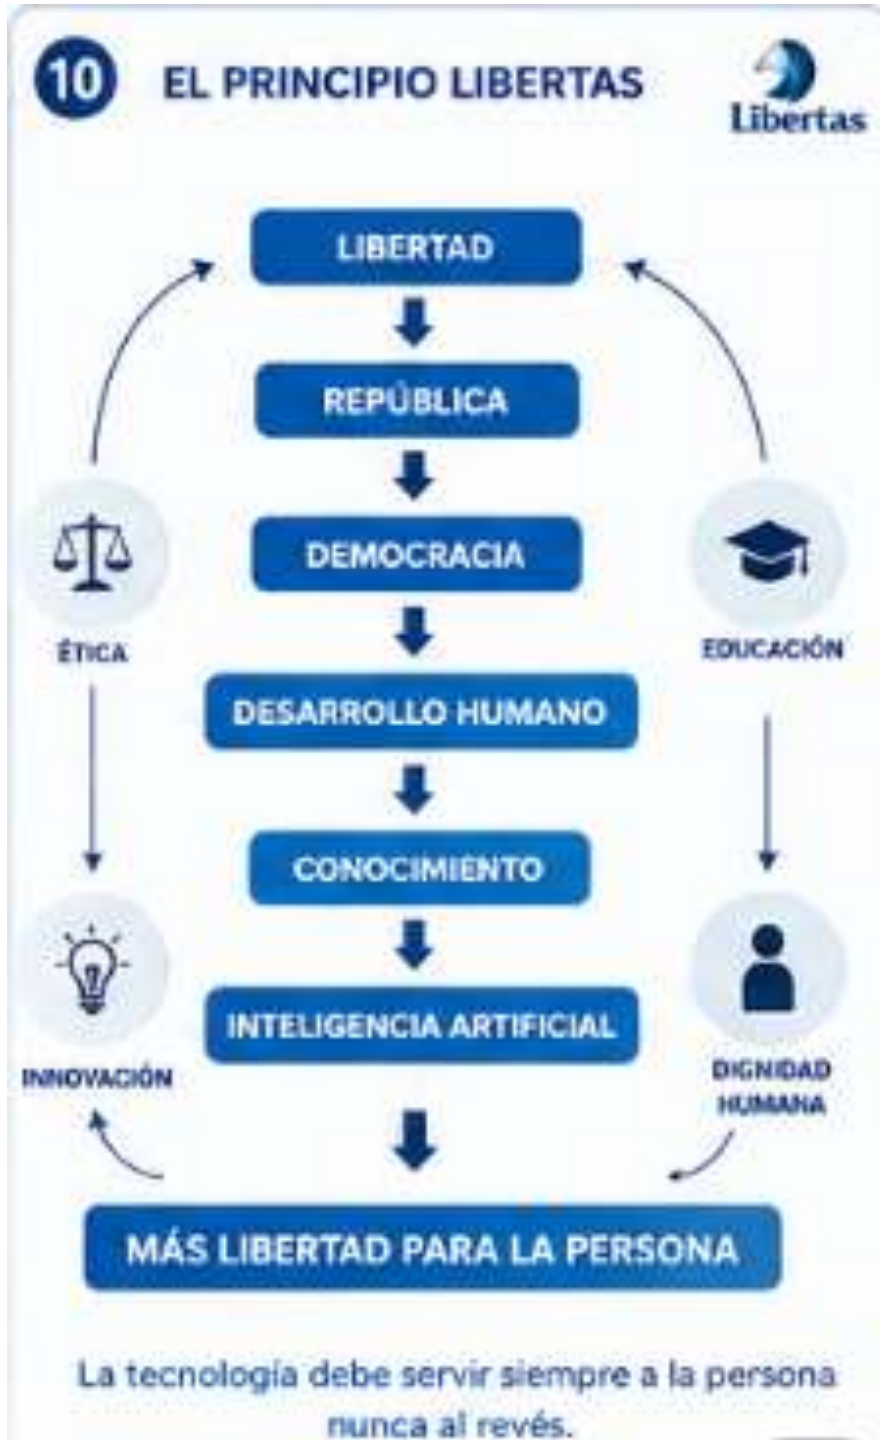 10 EL PRINCIPIO LIBERTAS
Libertas
LIBERTAD
REPÚBLICA
DEMOCRACIA
ÉTICA
EDUCACIÓN
DESARROLLO HUMANO
CONOCIMIENTO
INTELIGENCIA ARTIFICIAL
INNOVACIÓN
DIGNIDAD
HUMANA
MÁS LIBERTAD PARA LA PERSONA
La tecnología debe servir siempre a la persona
nunca al revés.